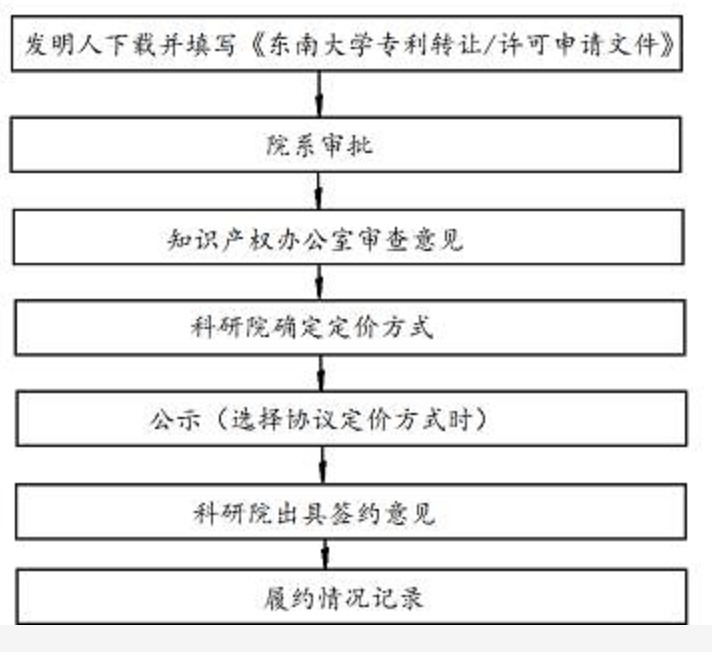 发明人下载并填写《东南大学专利转让/许可申请文件》
院系审批
知识产权办公室审查意见
科研院确定定价方式
公示（选择协议定价方式时）
科研院出具签约意见
履约情况记录